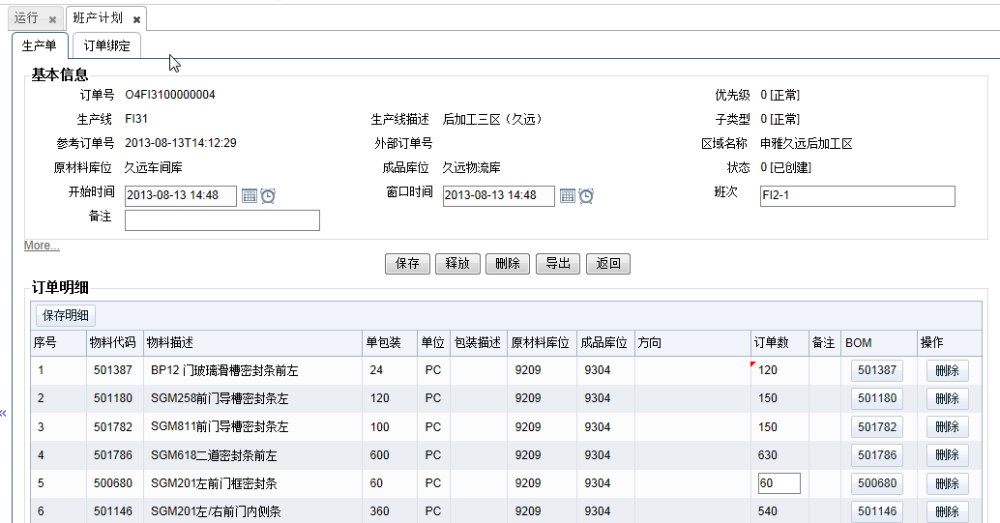 运行 × 班产计划 ×
生产单 订单绑定
基本信息
订单号 O4FI3100000004 优先级 0 [正常]
生产线 FI31 生产线描述 后加工三区（久远） 子类型 0 [正常]
参考订单号 2013-08-13T14:12:29 外部订单号 区域名称 申雅久远后加工区
原材料库位 久远车间库 成品库位 久远物流库 状态 0 [已创建]
开始时间 2013-08-13 14:48 窗口时间 2013-08-13 14:48 班次 FI2-1
备注
More...
保存 释放 删除 导出 返回
订单明细
保存明细
序号 物料代码 物料描述 单包装 单位 包装描述 原材料库位 成品库位 方向 订单数 备注 BOM 操作
1 501387 BP12 门玻璃滑槽密封条前左 24 PC 9209 9304 120 501387 删除
2 501180 SGM258前门导槽密封条左 120 PC 9209 9304 150 501180 删除
3 501782 SGM811前门导槽密封条左 100 PC 9209 9304 150 501782 删除
4 501786 SGM618二道密封条前左 600 PC 9209 9304 630 501786 删除
5 500680 SGM201左前门框密封条 60 PC 9209 9304 60 500680 删除
6 501146 SGM201左/右前门内侧条 360 PC 9209 9304 540 501146 删除